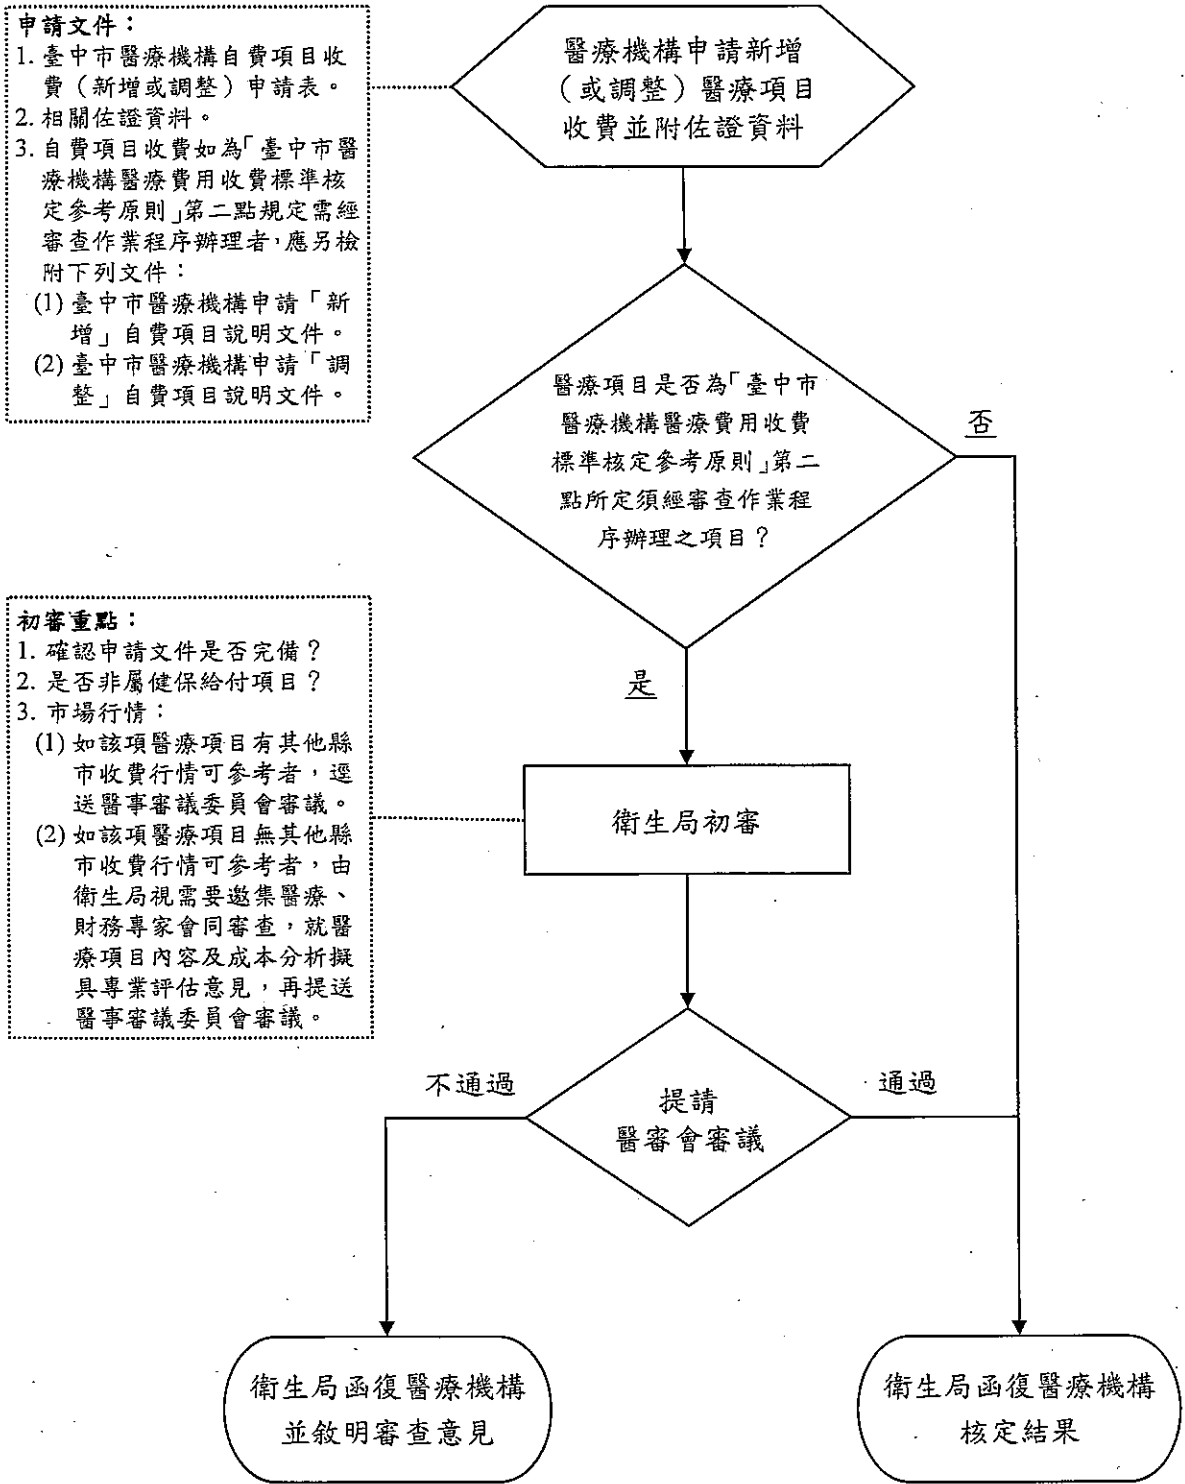 申請文件：
1. 臺中市醫療機構自費項目收
費（新增或調整）申請表。
2. 相關佐證資料。
3. 自費項目收費如為「臺中市醫
療機構醫療費用收費標準核
定參考原則」第二點規定需經
審查作業程序辦理者，應另檢
附下列文件：
(1) 臺中市醫療機構申請「新
增」自費項目說明文件。
(2) 臺中市醫療機構申請「調
整」自費項目說明文件。
醫療機構申請新增
（或調整）醫療項目
收費並附佐證資料
醫療項目是否為「臺中市
醫療機構醫療費用收費
標準核定參考原則」第二
點所定須經審查作業程
序辦理之項目？
否
是
初審重點：
1. 確認申請文件是否完備？
2. 是否非屬健保給付項目？
3. 市場行情：
(1) 如該項醫療項目有其他縣
市收費行情可參考者，逕
送醫事審議委員會審議。
(2) 如該項醫療項目無其他縣
市收費行情可參考者，由
衛生局視需要邀集醫療、
財務專家會同審查，就醫
療項目內容及成本分析擬
具專業評估意見，再提送
醫事審議委員會審議。
衛生局初審
不通過
通過
提請
醫審會審議
衛生局函復醫療機構
並敘明審查意見
衛生局函復醫療機構
核定結果